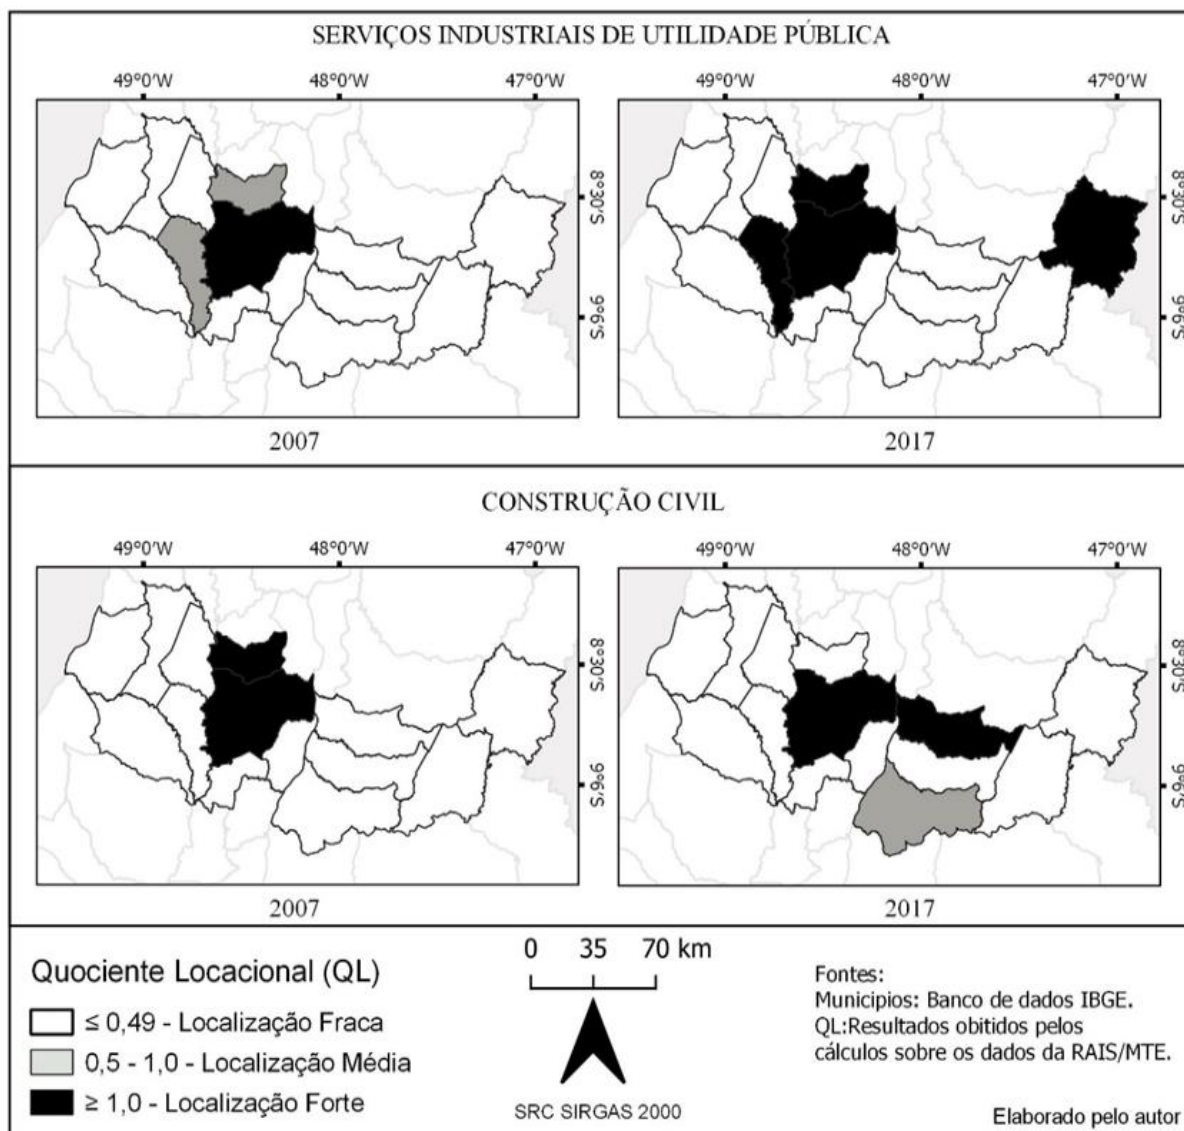 SERVIÇOS INDUSTRIAIS DE UTILIDADE PÚBLICA
49°0'W 48°0'W 47°0'W
49°0'W 48°0'W 47°0'W
8°30'S
9°6'S
8°30'S
9°6'S
2007
2017
CONSTRUÇÃO CIVIL
49°0'W 48°0'W 47°0'W
49°0'W 48°0'W 47°0'W
8°30'S
9°6'S
8°30'S
9°6'S
2007
2017
Quociente Locacional (QL)
≤ 0,49 - Localização Fraca
0,5 - 1,0 - Localização Média
≥ 1,0 - Localização Forte
0 35 70 km
SRC SIRGAS 2000
Fontes:
Municipios: Banco de dados IBGE.
QL:Resultados obitidos pelos
cálculos sobre os dados da RAIS/MTE.
Elaborado pelo autor